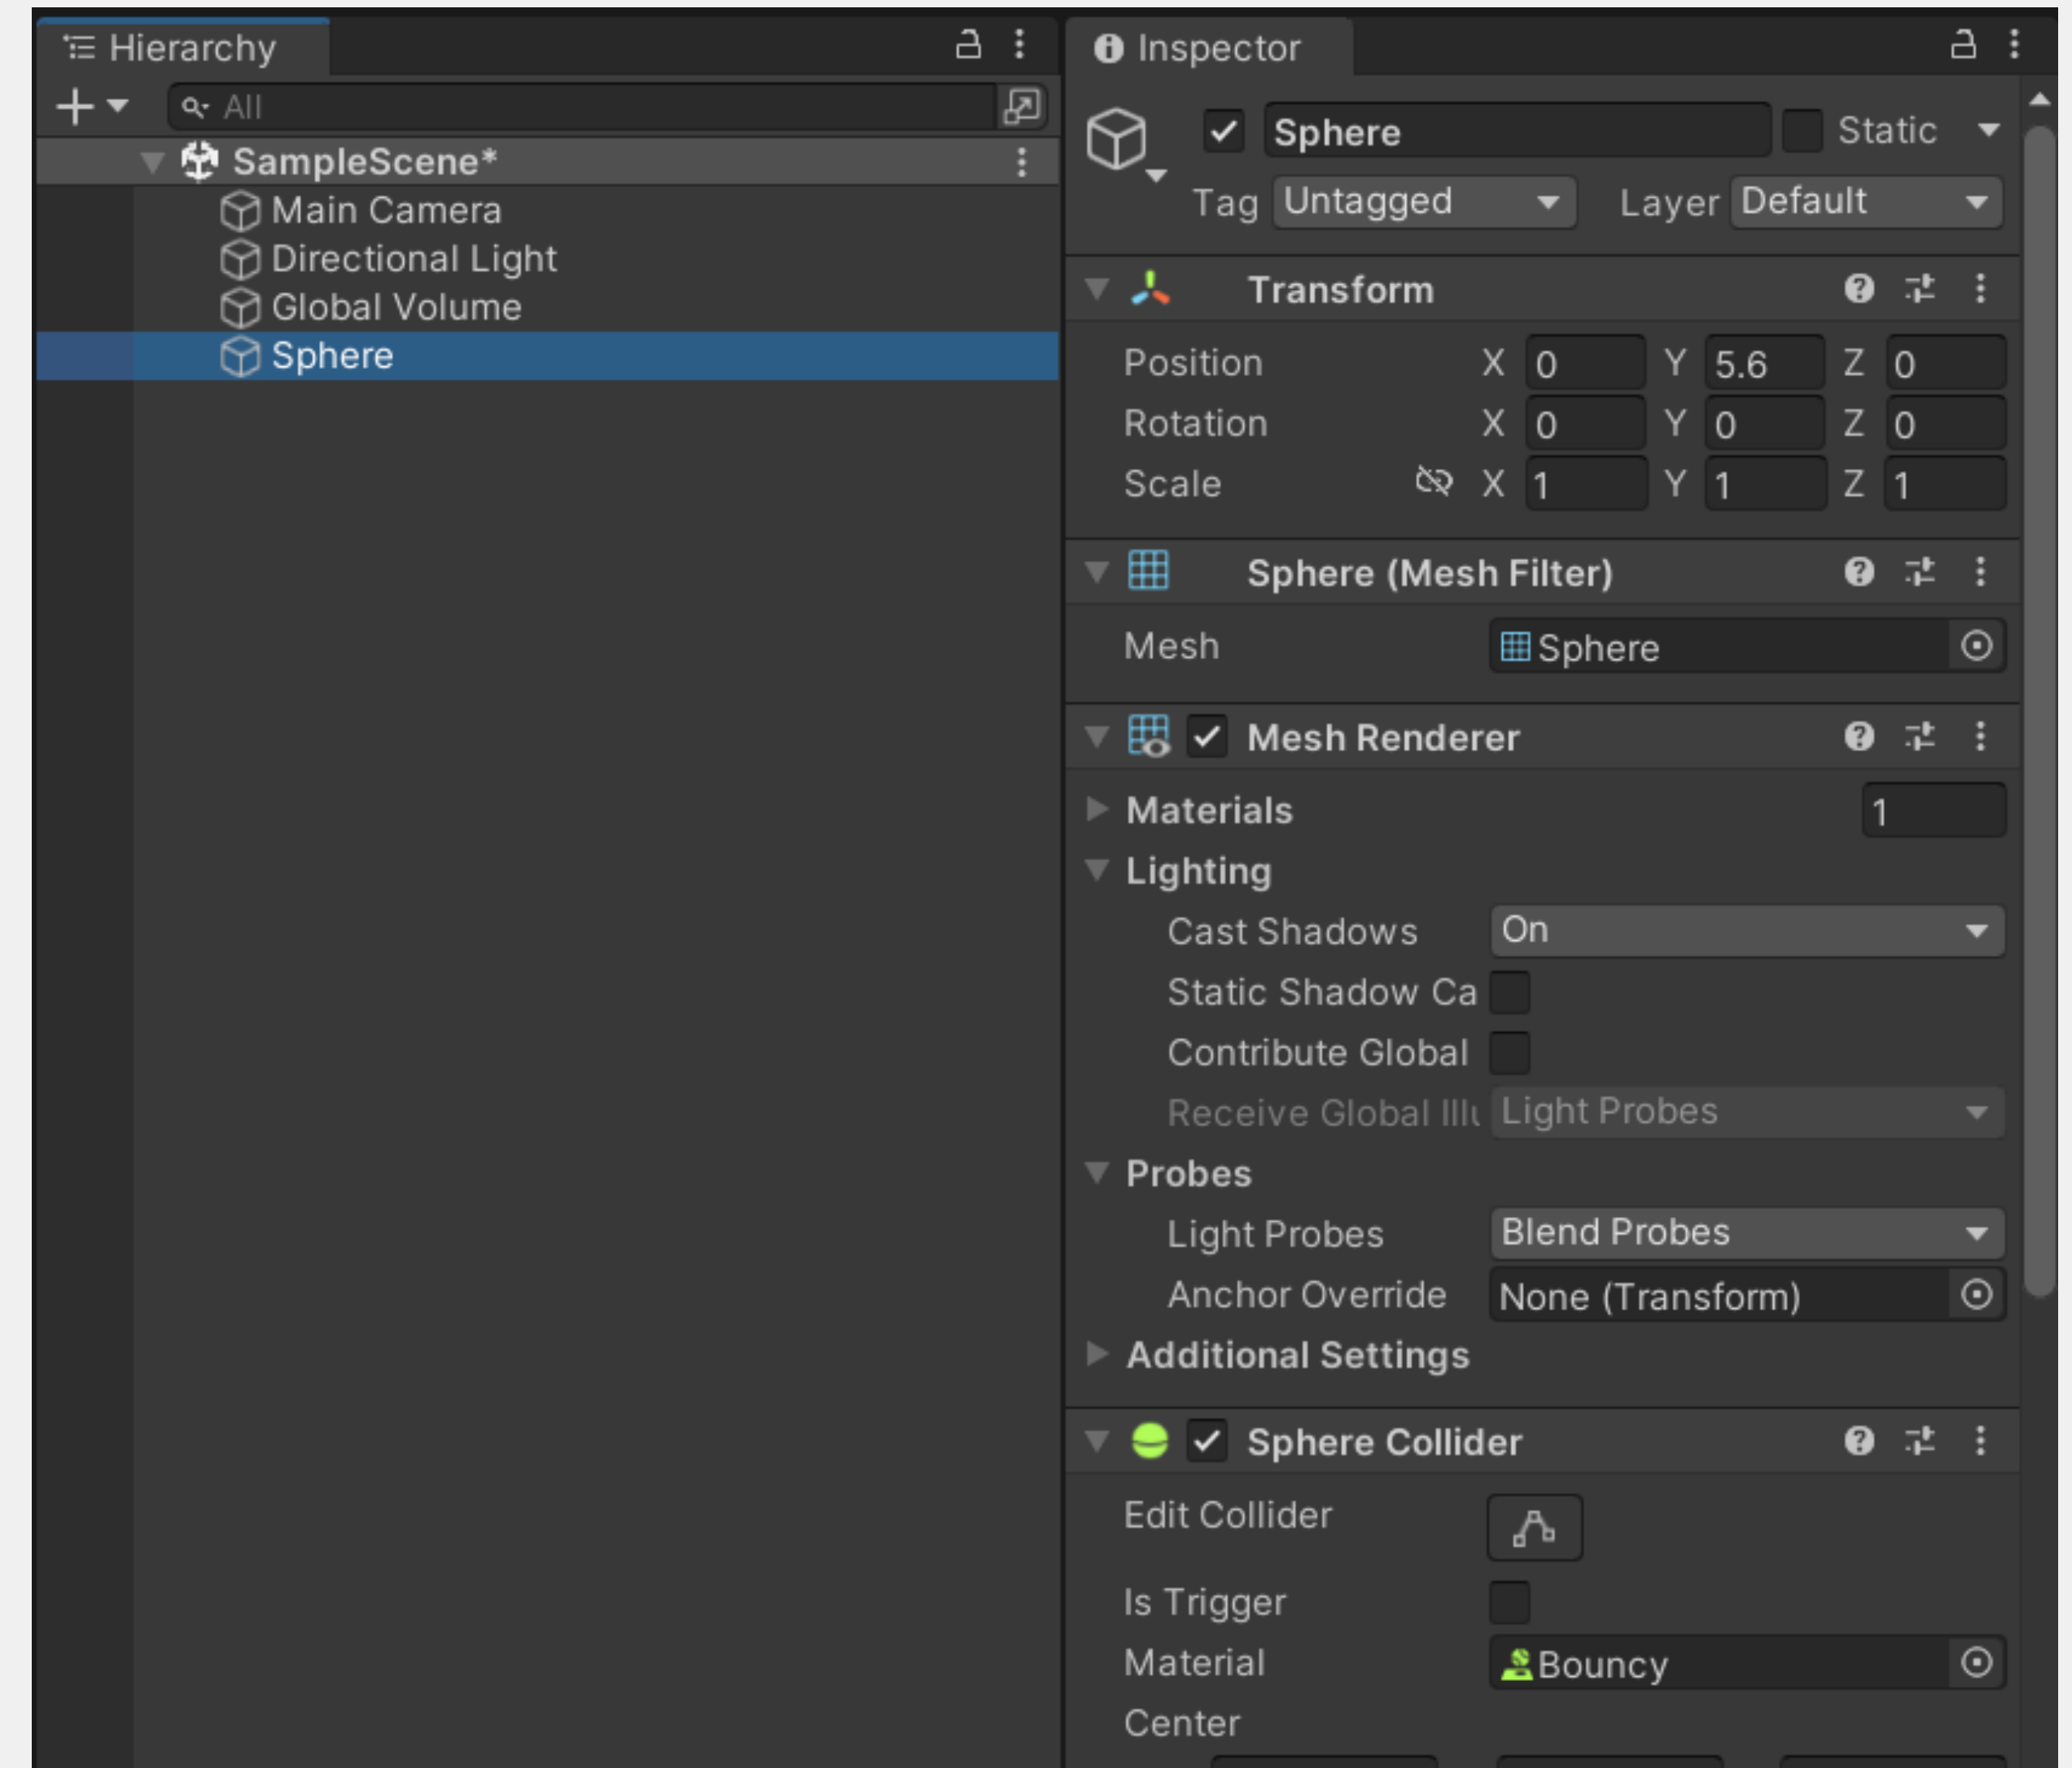 Hierarchy
All
SampleScene*
Main Camera
Directional Light
Global Volume
Sphere
Inspector
Sphere Static
Tag Untagged Layer Default
Transform
Position X 0 Y 5.6 Z 0
Rotation X 0 Y 0 Z 0
Scale X 1 Y 1 Z 1
Sphere (Mesh Filter)
Mesh Sphere
Mesh Renderer
Materials 1
Lighting
Cast Shadows On
Static Shadow Ca
Contribute Global
Receive Global Illu Light Probes
Probes
Light Probes Blend Probes
Anchor Override None (Transform)
Additional Settings
Sphere Collider
Edit Collider
Is Trigger
Material Bouncy
Center